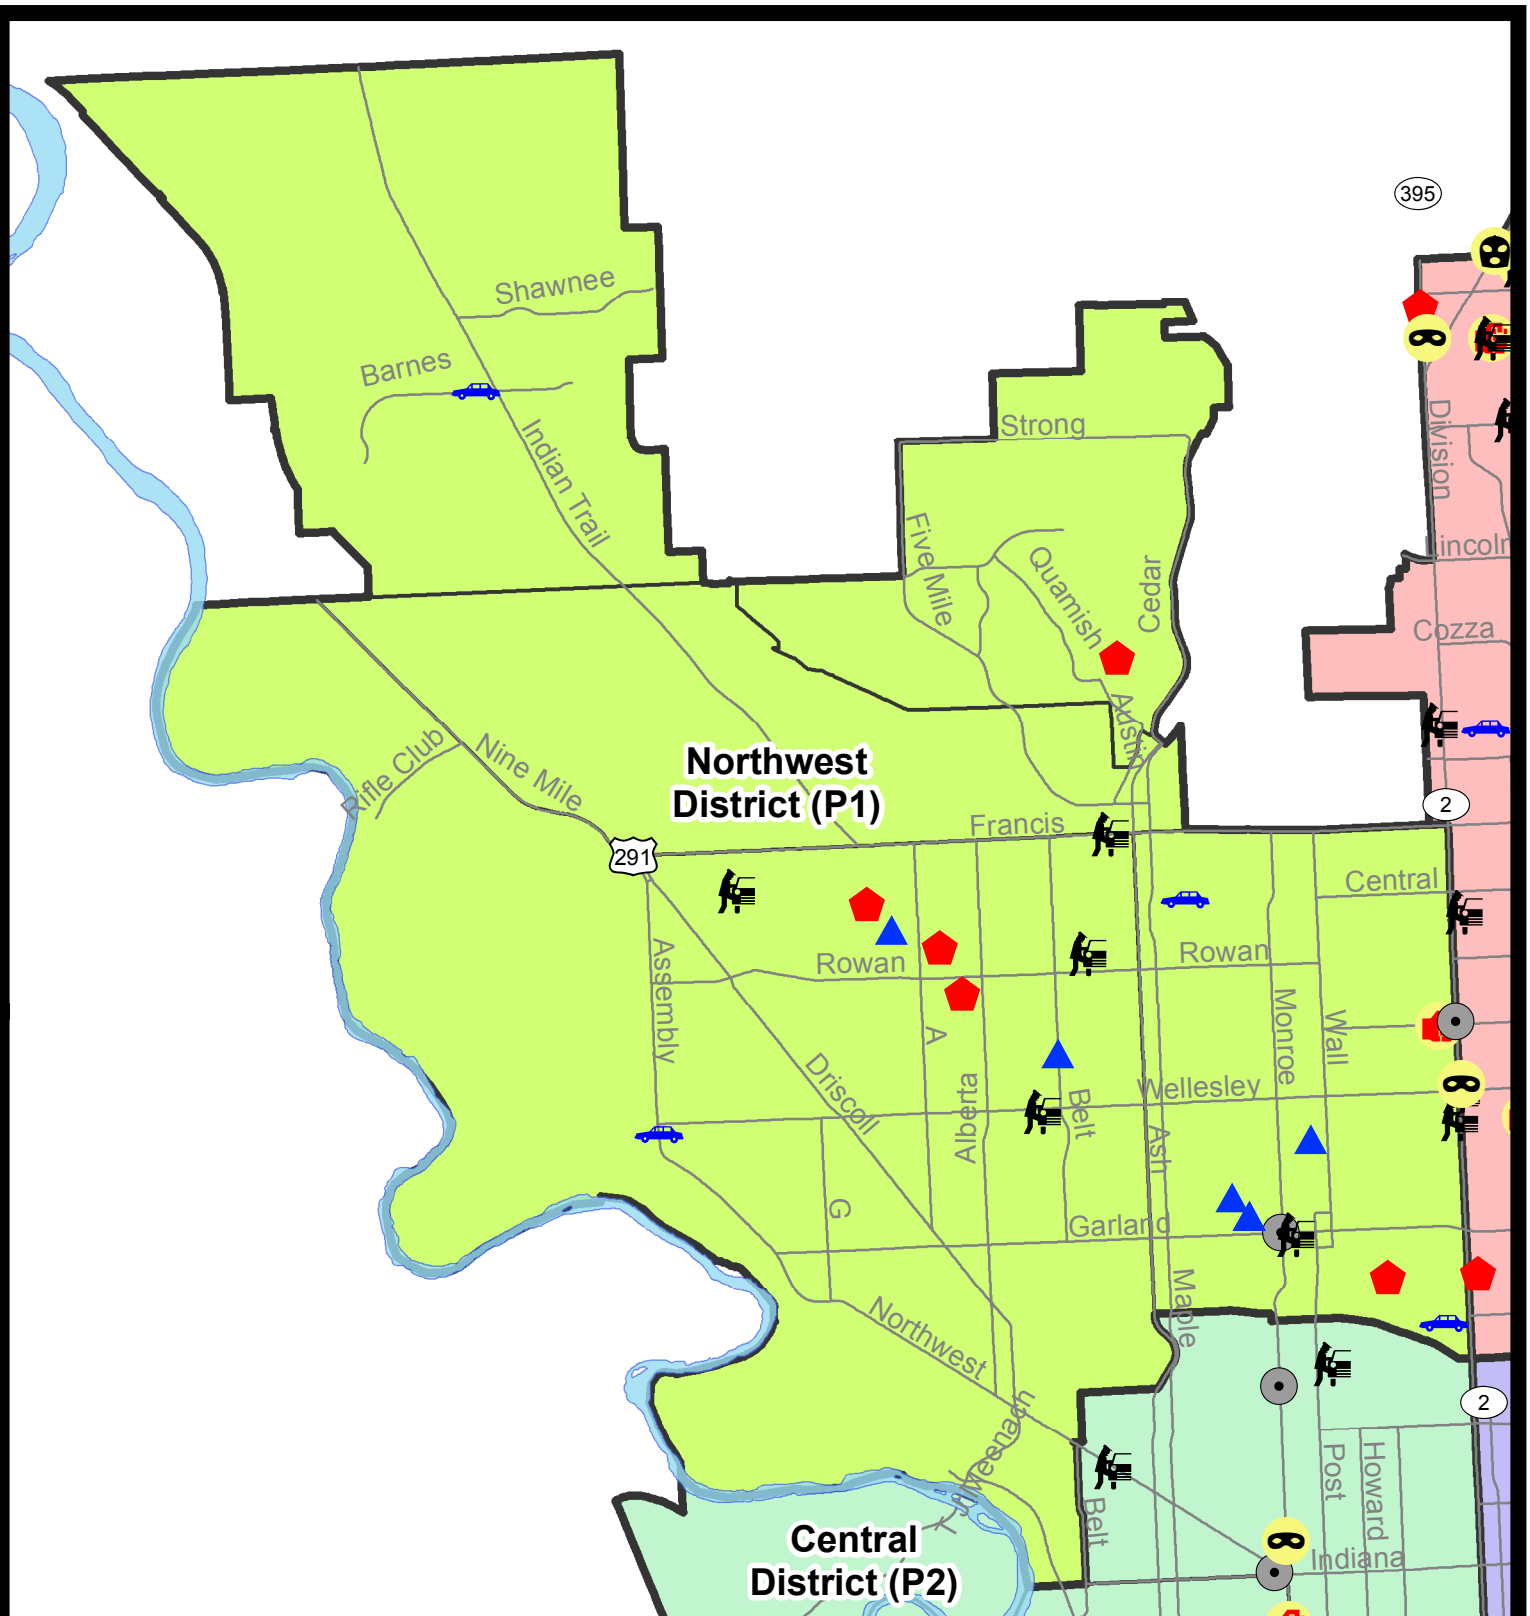 395
Shawnee
Barnes
Indian Trail
Strong
Division
Five Mile
Quamish
Cedar
Lincoln
Cozza
Austin
Rifle Club
Nine Mile
Northwest
District (P1)
2
Francis
291
Central
Rowan
Rowan
Assembly
A
Monroe
Wall
Driscoll
Alberta
Belt
Wellesley
Ash
G
Garland
Maple
Northwest
2
Belt
Post
Howard
Indiana
Central
District (P2)